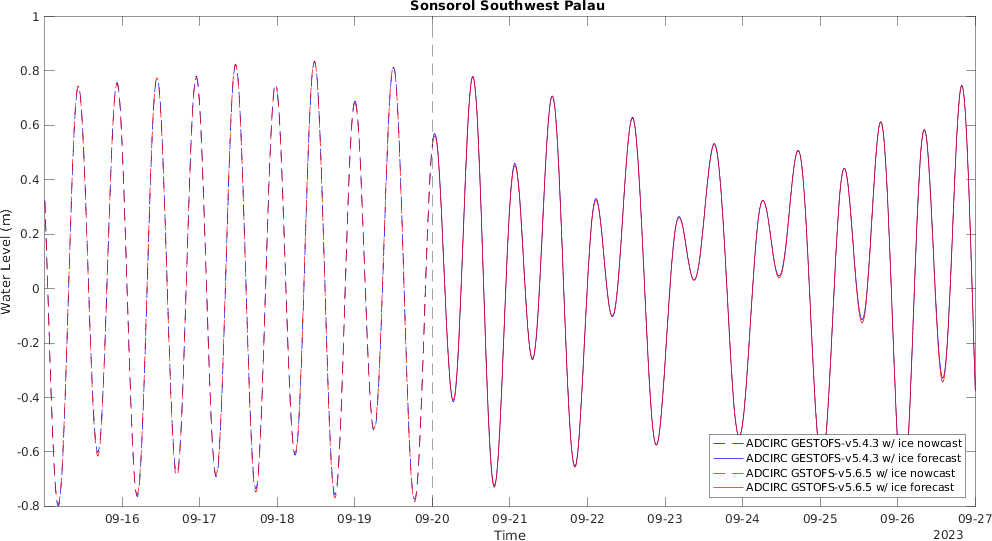 Sonsorol Southwest Palau
Water Level (m)
1
0.8
0.6
0.4
0.2
0
-0.2
-0.4
-0.6
-0.8
ADCIRC GESTOFS-v5.4.3 w/ ice nowcast
ADCIRC GESTOFS-v5.4.3 w/ ice forecast
ADCIRC GSTOFS-v5.6.5 w/ ice nowcast
ADCIRC GSTOFS-v5.6.5 w/ ice forecast
09-16 09-17 09-18 09-19 09-20 09-21 09-22 09-23 09-24 09-25 09-26 09-27
Time
2023